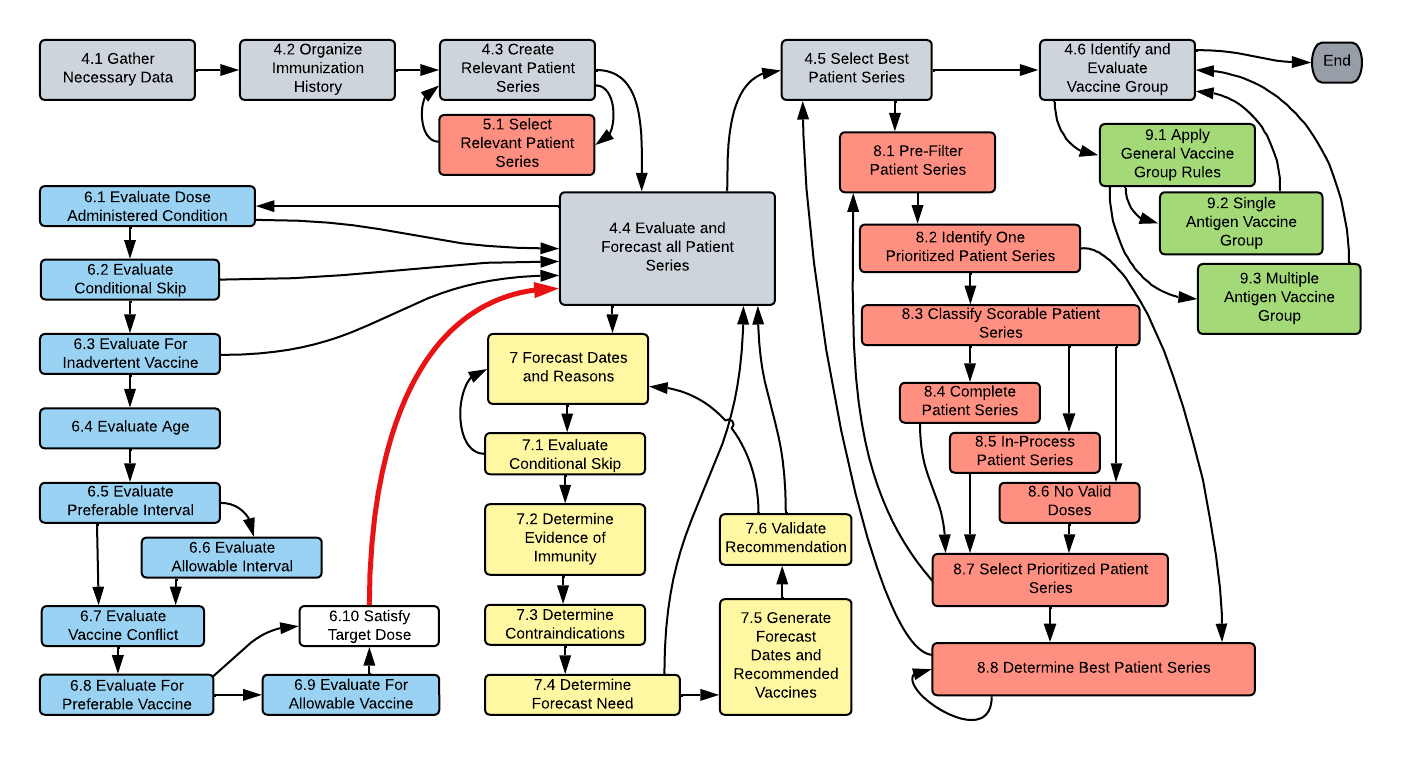 4.1 Gather
Necessary Data
4.2 Organize
Immunization
History
4.3 Create
Relevant Patient
Series
5.1 Select
Relevant Patient
Series
4.5 Select Best
Patient Series
4.6 Identify and
Evaluate
Vaccine Group
End
6.1 Evaluate Dose
Administered Condition
6.2 Evaluate
Conditional Skip
6.3 Evaluate For
Inadvertent Vaccine
6.4 Evaluate Age
6.5 Evaluate
Preferable Interval
6.6 Evaluate
Allowable Interval
6.7 Evaluate
Vaccine Conflict
6.8 Evaluate For
Preferable Vaccine
6.9 Evaluate For
Allowable Vaccine
6.10 Satisfy
Target Dose
4.4 Evaluate and
Forecast all Patient
Series
7 Forecast Dates
and Reasons
7.1 Evaluate
Conditional Skip
7.2 Determine
Evidence of
Immunity
7.3 Determine
Contraindications
7.4 Determine
Forecast Need
7.5 Generate
Forecast
Dates and
Recommended
Vaccines
7.6 Validate
Recommendation
8.1 Pre-Filter
Patient Series
8.2 Identify One
Prioritized Patient Series
8.3 Classify Scorable Patient
Series
8.4 Complete
Patient Series
8.5 In-Process
Patient Series
8.6 No Valid
Doses
8.7 Select Prioritized Patient
Series
8.8 Determine Best Patient Series
9.1 Apply
General Vaccine
Group Rules
9.2 Single
Antigen Vaccine
Group
9.3 Multiple
Antigen Vaccine
Group